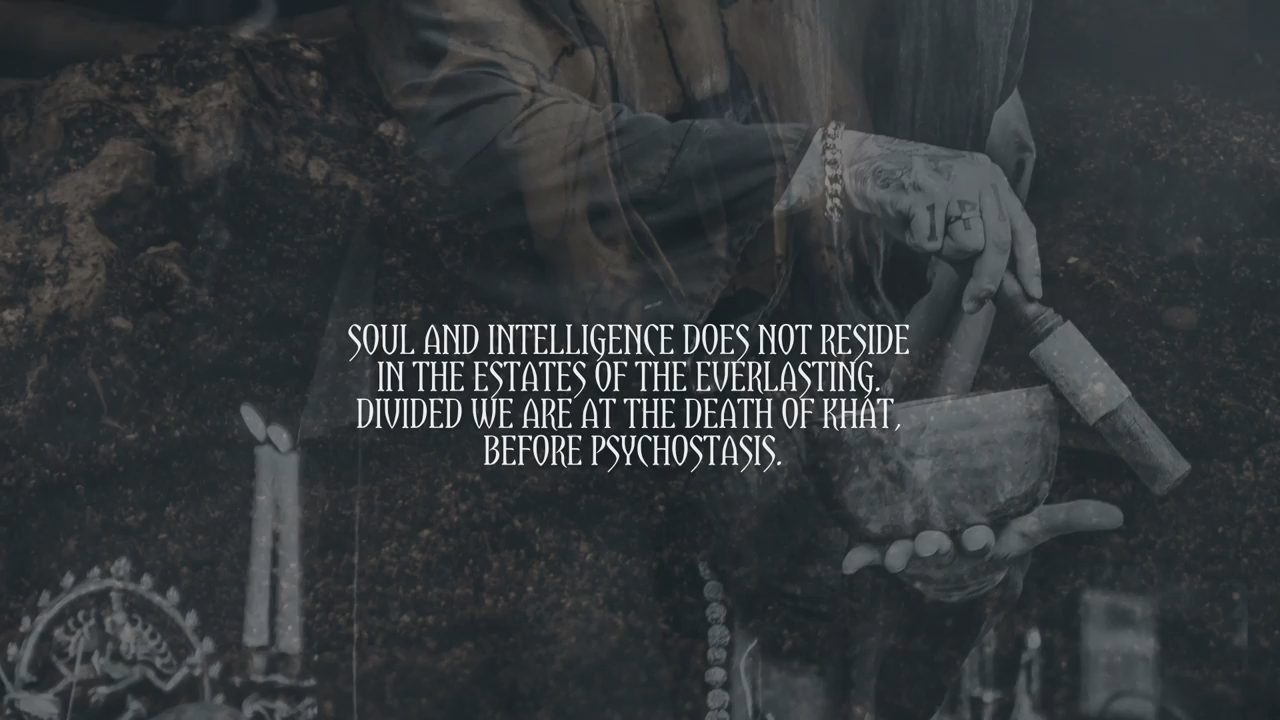 SOUL AND INTELLIGENCE DOES NOT RESIDE
IN THE ESTATES OF THE EVERLASTING.
DIVIDED WE ARE AT THE DEATH OF KHAT,
BEFORE PSYCHOSTASIS.